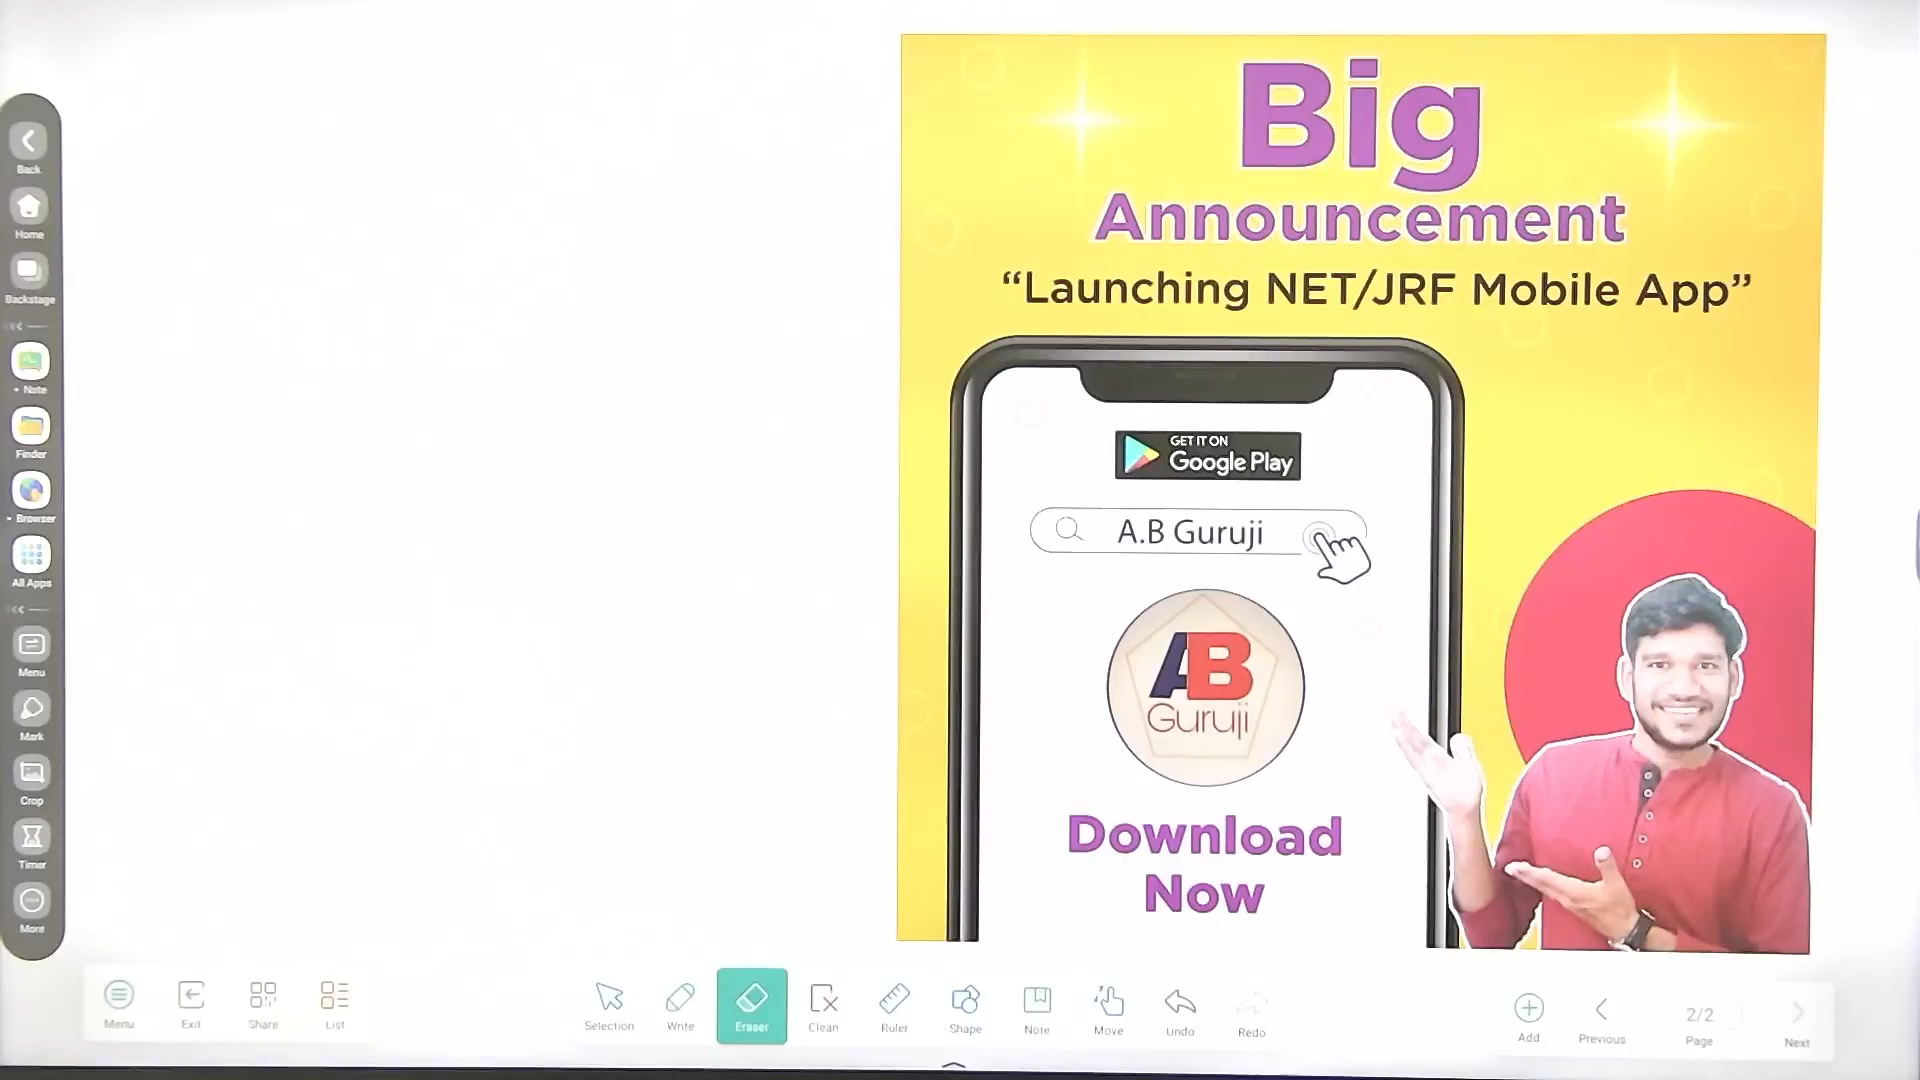 Back
Home
Backstage
Note
Finder
Browser
All Apps
Menu
Mark
Crop
Timer
More
Big
Announcement
“Launching NET/JRF Mobile App”
GET IT ON
Google Play
A.B Guruji
AB
Guruji
Download
Now
Menu
Exit
Share
List
Selection
Write
Eraser
Clean
Ruler
Shape
Note
Move
Undo
Redo
Add
Previous
2/2
Page
Next